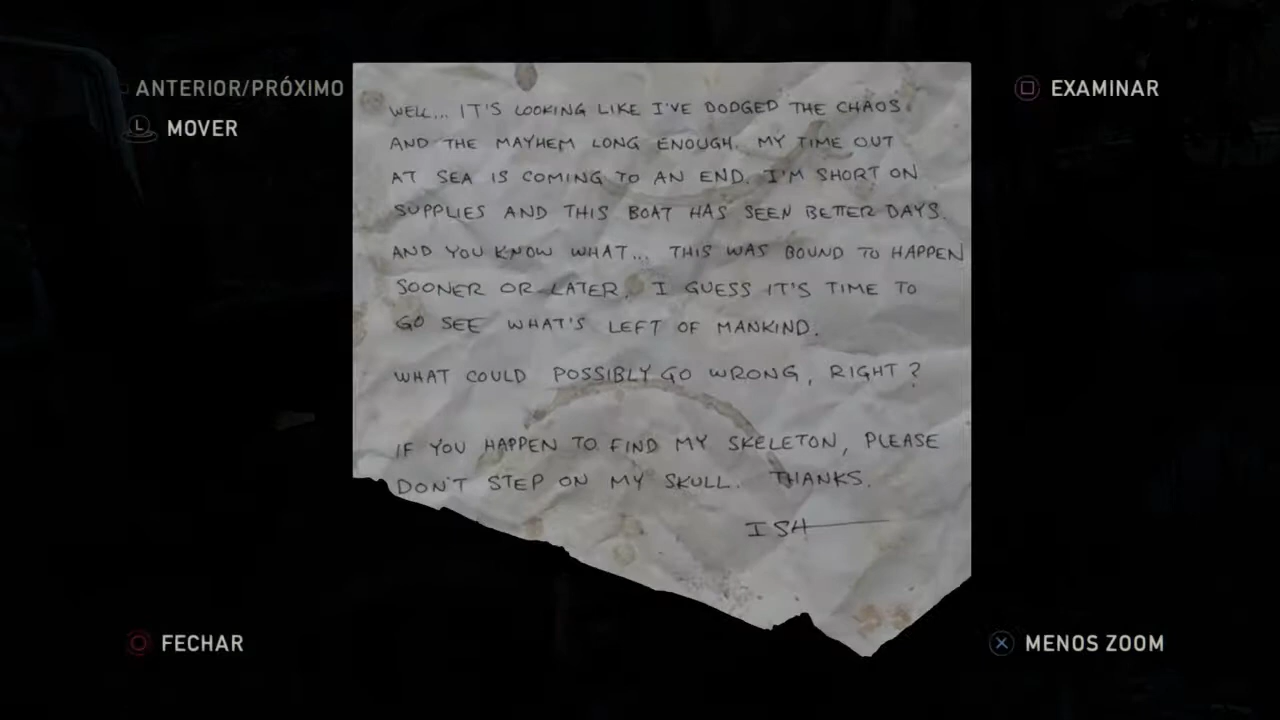 ANTERIOR/PRÓXIMO
L MOVER
EXAMINAR
WELL... IT'S LOOKING LIKE I'VE DODGED THE CHAOS
AND THE MAYHEM LONG ENOUGH. MY TIME OUT
AT SEA IS COMING TO AN END. I'M SHORT ON
SUPPLIES AND THIS BOAT HAS SEEN BETTER DAYS.
AND YOU KNOW WHAT... THIS WAS BOUND TO HAPPEN
SOONER OR LATER. I GUESS IT'S TIME TO
GO SEE WHAT'S LEFT OF MANKIND.
WHAT COULD POSSIBLY GO WRONG, RIGHT?
IF YOU HAPPEN TO FIND MY SKELETON, PLEASE
DON'T STEP ON MY SKULL. THANKS.
ISH
FECHAR
MENOS ZOOM